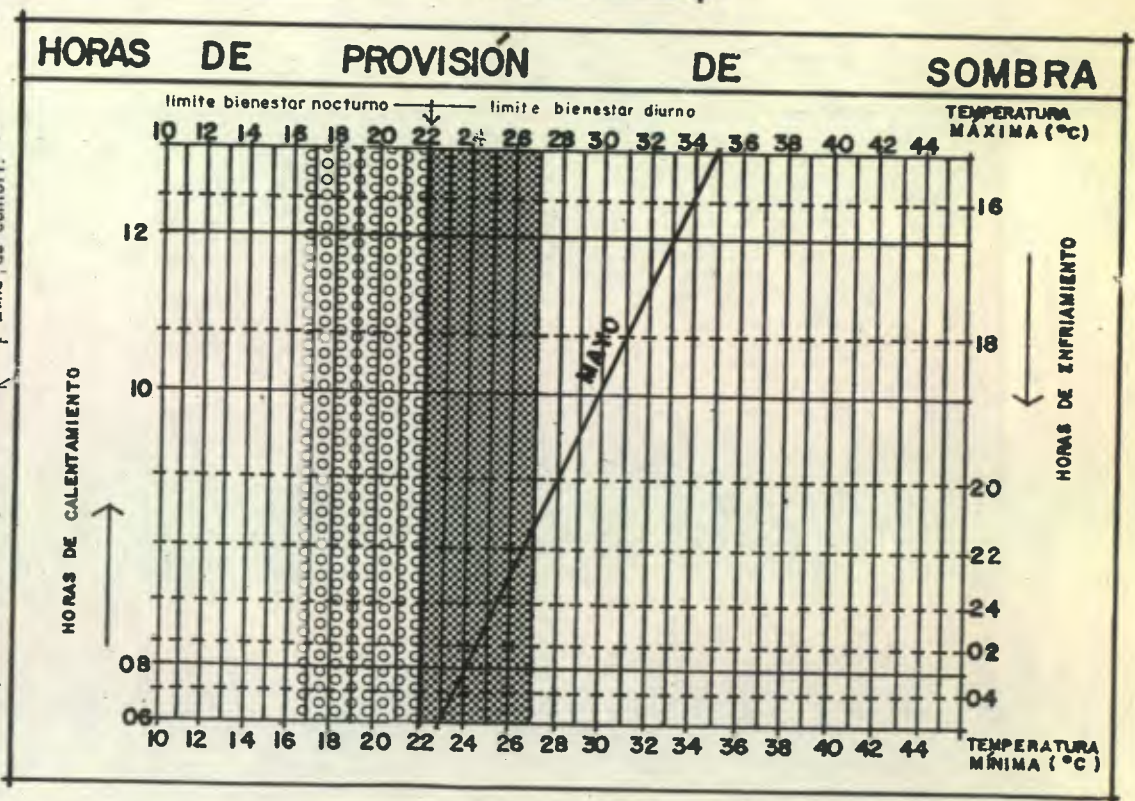 HORAS DE PROVISIÓN DE SOMBRA
límite bienestar nocturno límite bienestar diurno
TEMPERATURA
MÁXIMA (°C)
10 12 14 16 18 20 22 24 26 28 30 32 34 36 38 40 42 44
12
10
08
06
HORAS DE CALENTAMIENTO
MAYO
16
18
20
22
24
02
04
HORAS DE ENFRIAMIENTO
10 12 14 16 18 20 22 24 26 28 30 32 34 36 38 40 42 44
TEMPERATURA
MÍNIMA (°C)